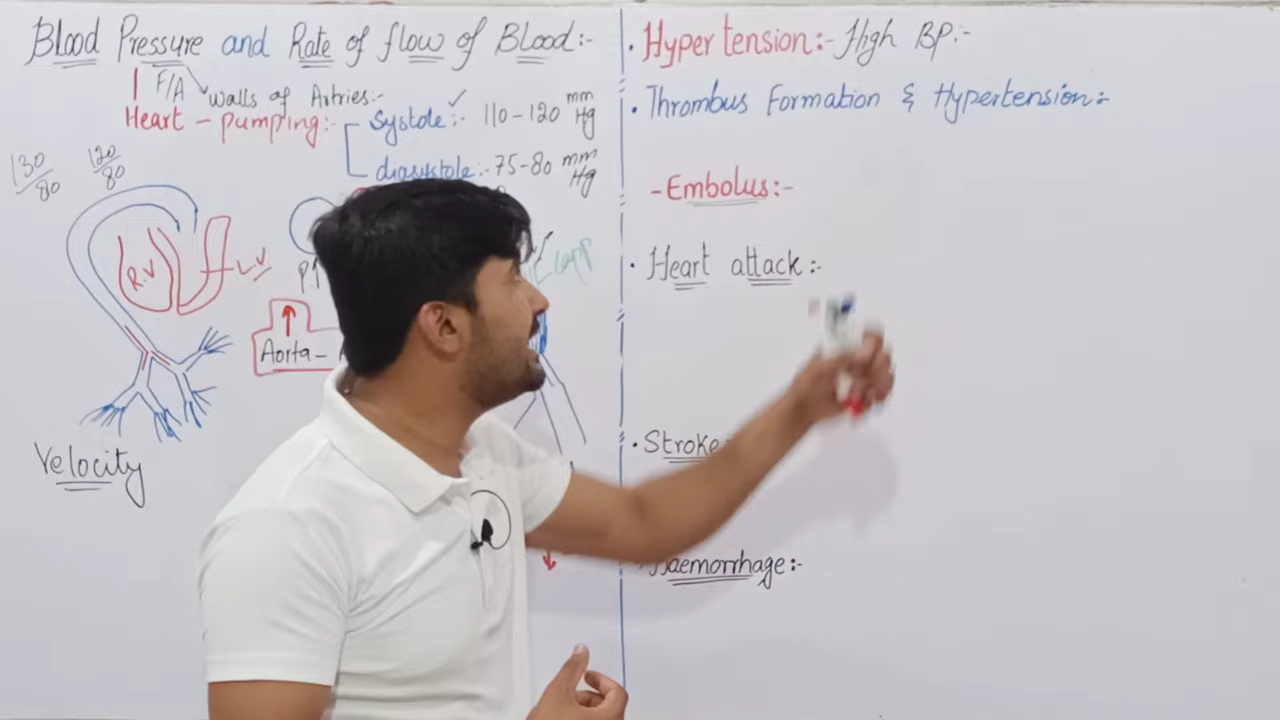 Blood Pressure and Rate of flow of Blood:-
F/A walls of Artries:-
Heart - pumping:- Systole:- 110-120 mm Hg
diasystole:- 75-80 mm Hg
130/80 120/80
R.V L.V
Aorta-
Velocity
• Hypertension:- High BP:-
• Thrombus Formation & Hypertension:-
- Embolus:-
• Heart attack:-
• Stroke
Haemorrhage:-